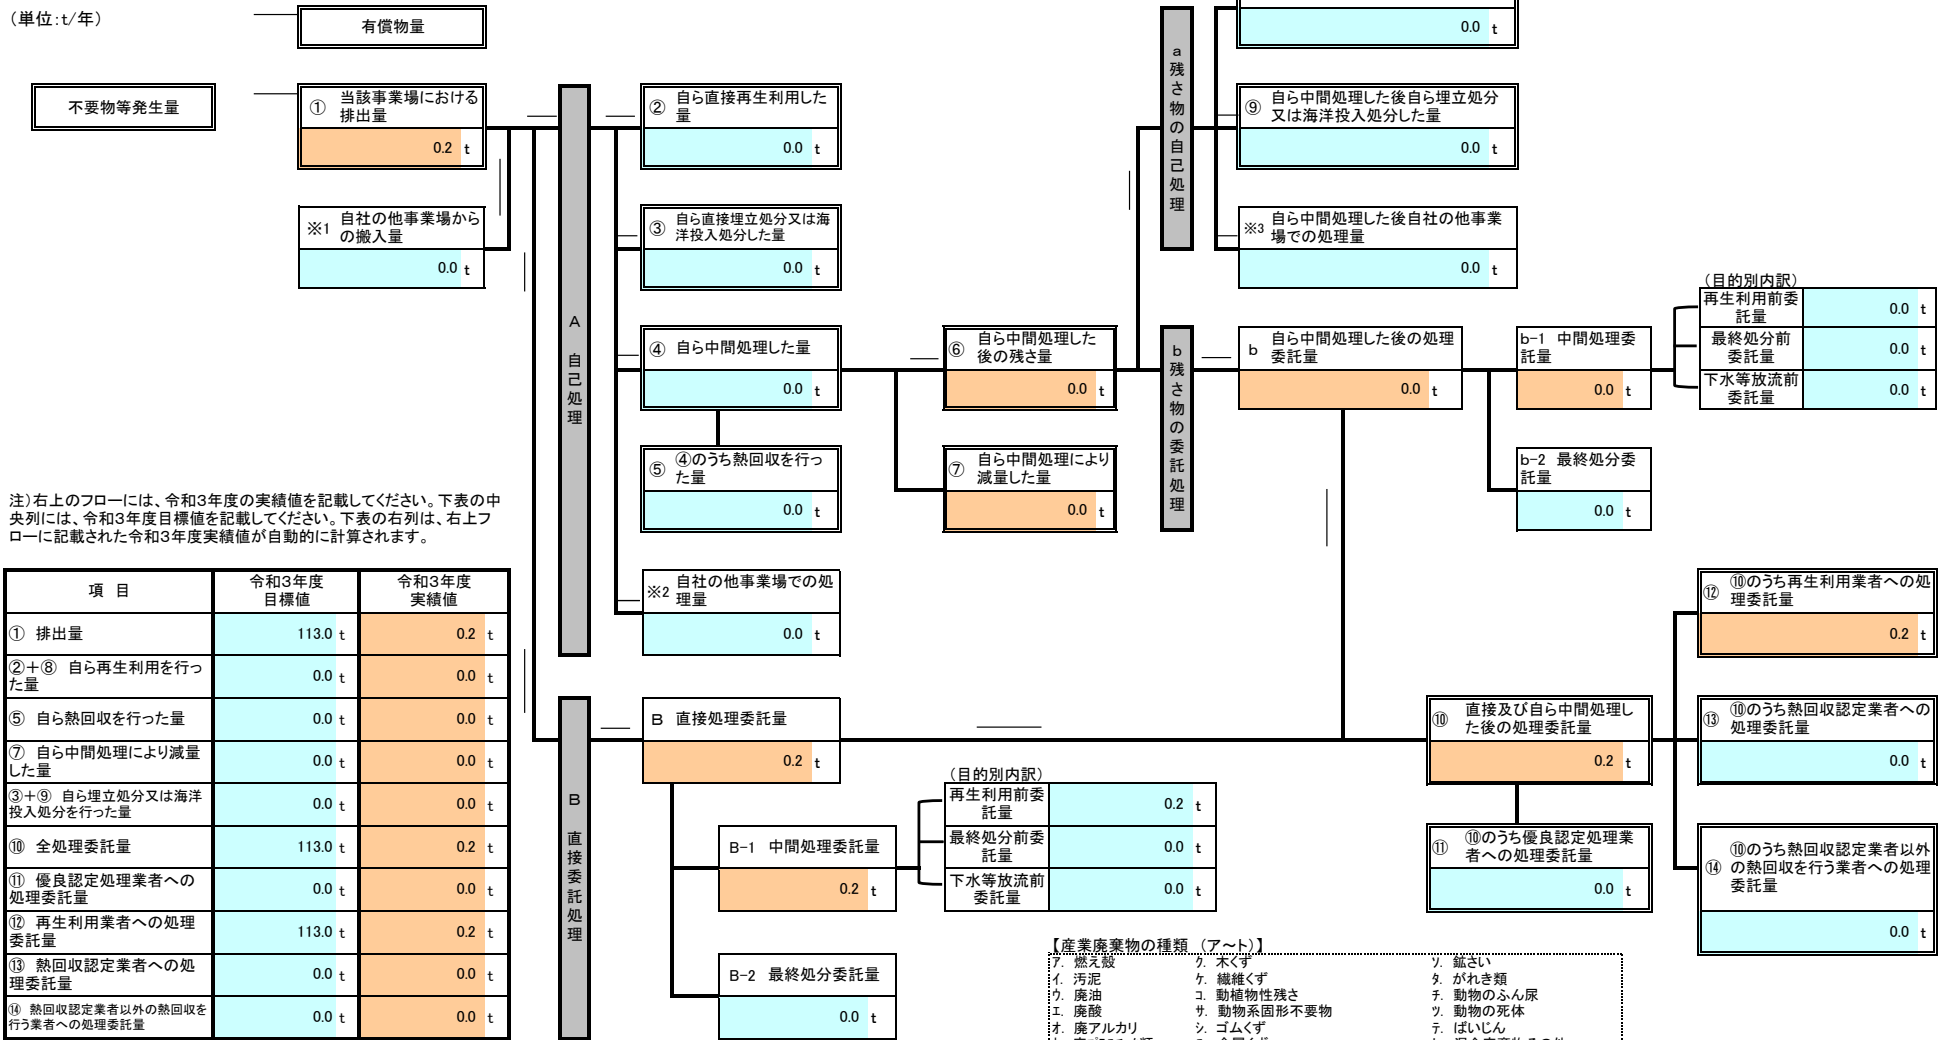 （単位：t/年）
有償物量
不要物等発生量
① 当該事業場における
排出量
0.2 t
※1 自社の他事業場から
の搬入量
0.0 t
A 自己処理
② 自ら直接再生利用した
量
0.0 t
③ 自ら直接埋立処分又は海
洋投入処分した量
0.0 t
④ 自ら中間処理した量
0.0 t
⑤ ④のうち熱回収を行っ
た量
0.0 t
※2 自社の他事業場での処
理量
0.0 t
⑥ 自ら中間処理した
後の残さ量
0.0 t
⑦ 自ら中間処理により
減量した量
0.0 t
a 残さ物の自己処理
0.0 t
⑨ 自ら中間処理した後自ら埋立処分
又は海洋投入処分した量
0.0 t
※3 自ら中間処理した後自社の他事業
場での処理量
0.0 t
b 残さ物の委託処理
b 自ら中間処理した後の処理
委託量
0.0 t
b-1 中間処理委
託量
0.0 t
（目的別内訳）
再生利用前委
託量
0.0 t
最終処分前
委託量
0.0 t
下水等放流前
委託量
0.0 t
b-2 最終処分委
託量
0.0 t
注）右上のフローには、令和3年度の実績値を記載してください。下表の中
央列には、令和3年度目標値を記載してください。下表の右列は、右上フ
ローに記載された令和3年度実績値が自動的に計算されます。
項 目 令和3年度
目標値 令和3年度
実績値
① 排出量 113.0 t 0.2 t
②＋⑧ 自ら再生利用を行っ
た量 0.0 t 0.0 t
⑤ 自ら熱回収を行った量 0.0 t 0.0 t
⑦ 自ら中間処理により減量
した量 0.0 t 0.0 t
③＋⑨ 自ら埋立処分又は海洋
投入処分を行った量 0.0 t 0.0 t
⑩ 全処理委託量 113.0 t 0.2 t
⑪ 優良認定処理業者への
処理委託量 0.0 t 0.0 t
⑫ 再生利用業者への処理
委託量 113.0 t 0.2 t
⑬ 熱回収認定業者への処
理委託量 0.0 t 0.0 t
⑭ 熱回収認定業者以外の熱回収を
行う業者への処理委託量 0.0 t 0.0 t
B 直接委託処理
B 直接処理委託量
0.2 t
B-1 中間処理委託量
0.2 t
（目的別内訳）
再生利用前委
託量
0.2 t
最終処分前委
託量
0.0 t
下水等放流前
委託量
0.0 t
B-2 最終処分委託量
0.0 t
⑩ 直接及び自ら中間処理し
た後の処理委託量
0.2 t
⑪ ⑩のうち優良認定処理業
者への処理委託量
0.0 t
⑫ ⑩のうち再生利用業者への処
理委託量
0.2 t
⑬ ⑩のうち熱回収認定業者への
処理委託量
0.0 t
⑭ ⑩のうち熱回収認定業者以外
の熱回収を行う業者への処理
委託量
0.0 t
【産業廃棄物の種類 （ア～ト）】
ア. 燃え殻 ク. 木くず ソ. 鉱さい
イ. 汚泥 ケ. 繊維くず タ. がれき類
ウ. 廃油 コ. 動植物性残さ チ. 動物のふん尿
エ. 廃酸 サ. 動物系固形不要物 ツ. 動物の死体
オ. 廃アルカリ シ. ゴムくず テ. ばいじん